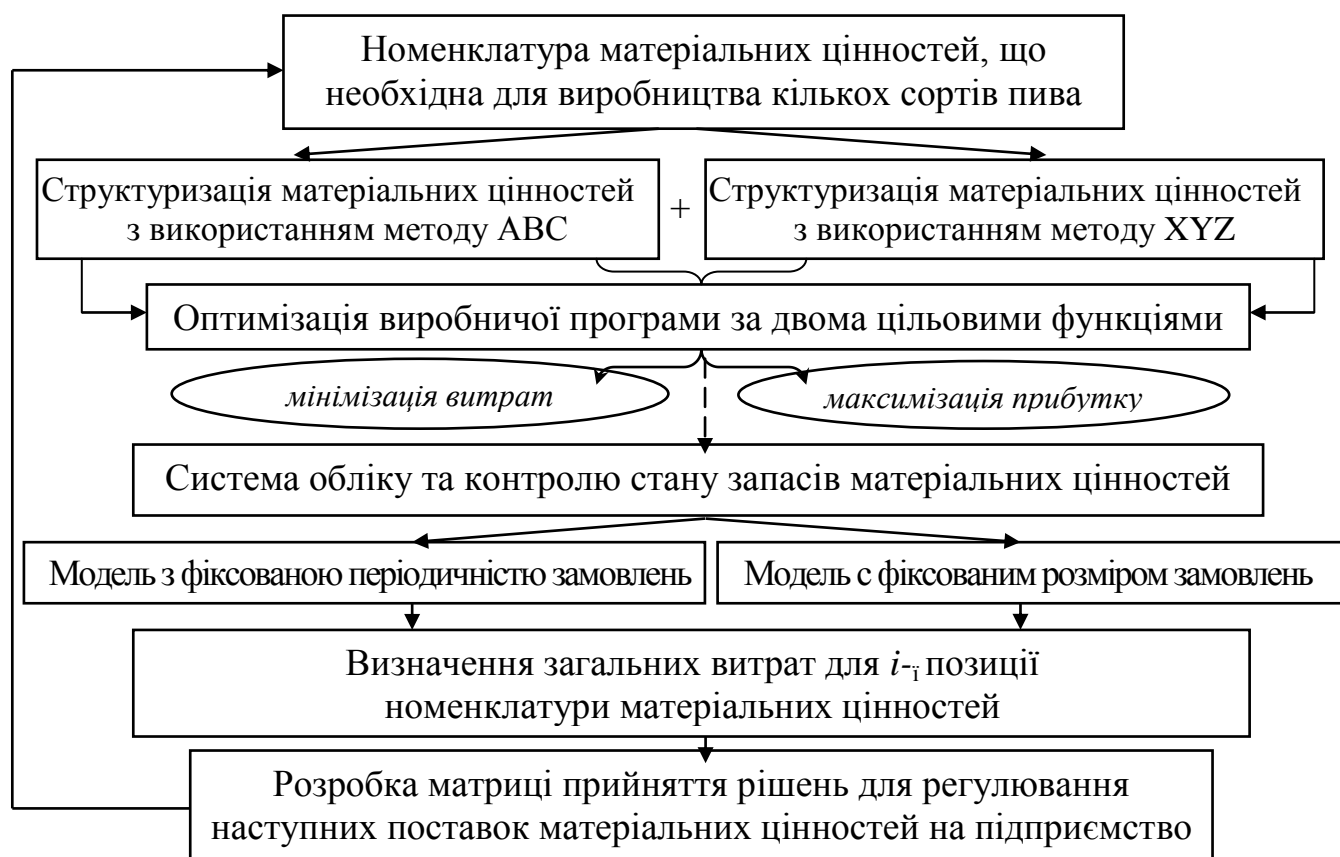 Номенклатура матеріальних цінностей, що
необхідна для виробництва кількох сортів пива
Структуризація матеріальних цінностей
з використанням методу ABC
+
Структуризація матеріальних цінностей
з використанням методу XYZ
Оптимізація виробничої програми за двома цільовими функціями
мінімізація витрат
максимізація прибутку
Система обліку та контролю стану запасів матеріальних цінностей
Модель з фіксованою періодичністю замовлень
Модель с фіксованим розміром замовлень
Визначення загальних витрат для i-ї позиції
номенклатури матеріальних цінностей
Розробка матриці прийняття рішень для регулювання
наступних поставок матеріальних цінностей на підприємство